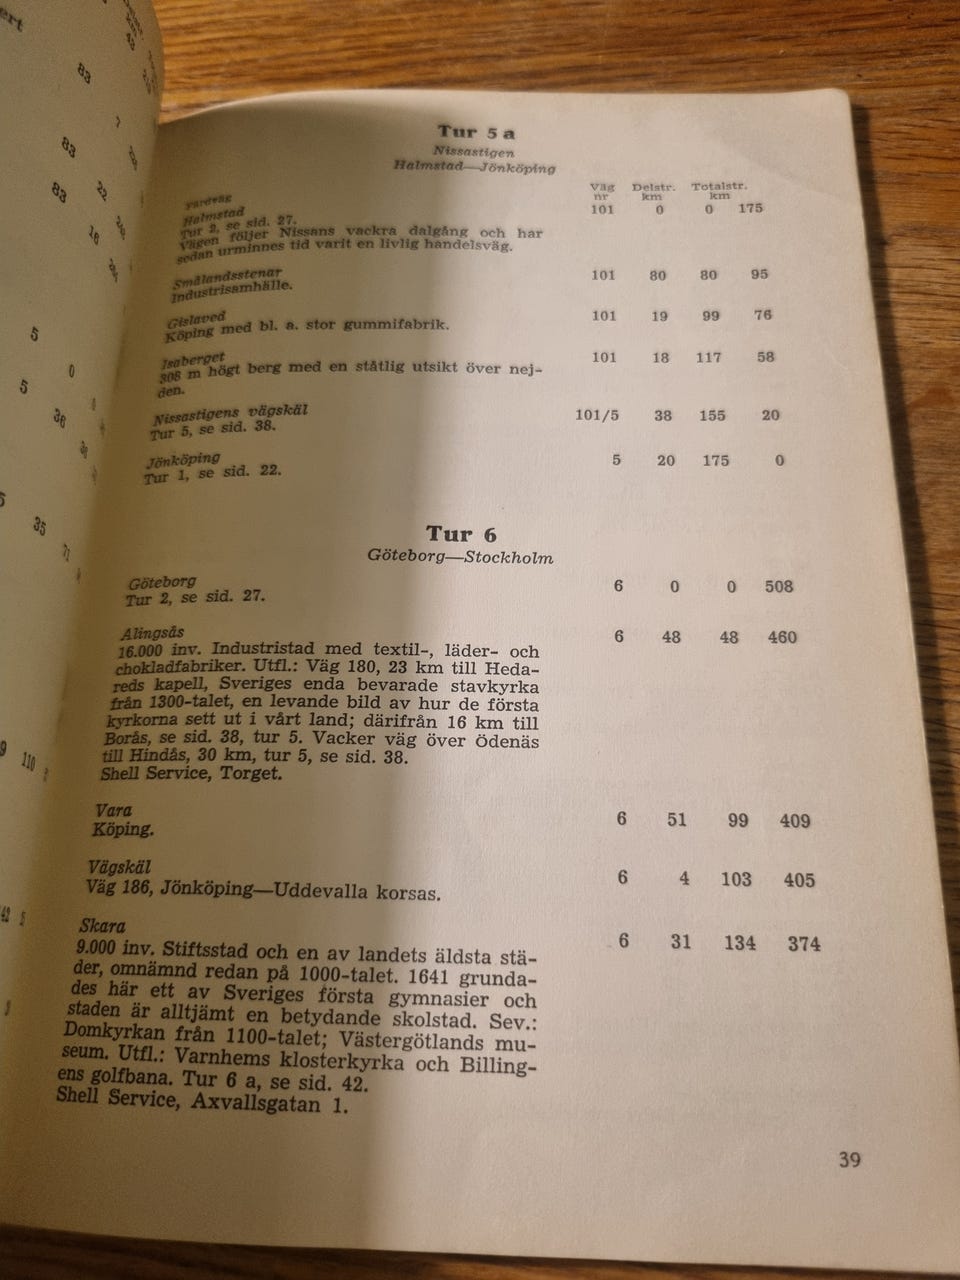 Tur 5 a
Nissastigen
Halmstad—Jönköping
Väg Delstr. Totalstr.
nr km km
Halmstad 101 0 0 175
Tur 2, se sid. 27.
Vägen följer Nissans vackra dalgång och har
sedan urminnes tid varit en livlig handelsväg.
Smålandsstenar 101 80 80 95
Industrisamhälle.
Gislaved 101 19 99 76
Köping med bl. a. stor gummifabrik.
Isaberget 101 18 117 58
308 m högt berg med en ståtlig utsikt över nej-
den.
Nissastigens vägskäl 101/5 38 155 20
Tur 5, se sid. 38.
Jönköping 5 20 175 0
Tur 1, se sid. 22.
Tur 6
Göteborg—Stockholm
Göteborg 6 0 0 508
Tur 2, se sid. 27.
Alingsås 6 48 48 460
16.000 inv. Industristad med textil-, läder- och
chokladfabriker. Utfl.: Väg 180, 23 km till Heda-
reds kapell, Sveriges enda bevarade stavkyrka
från 1300-talet, en levande bild av hur de första
kyrkorna sett ut i vårt land; därifrån 16 km till
Borås, se sid. 38, tur 5. Vacker väg över Ödenäs
till Hindås, 30 km, tur 5, se sid. 38.
Shell Service, Torget.
Vara 6 51 99 409
Köping.
Vägskäl 6 4 103 405
Väg 186, Jönköping—Uddevalla korsas.
Skara 6 31 134 374
9.000 inv. Stiftsstad och en av landets äldsta stä-
der, omnämnd redan på 1000-talet. 1641 grunda-
des här ett av Sveriges första gymnasier och
staden är alltjämt en betydande skolstad. Sev.:
Domkyrkan från 1100-talet; Västergötlands mu-
seum. Utfl.: Varnhems klosterkyrka och Billing-
ens golfbana. Tur 6 a, se sid. 42.
Shell Service, Axvallsgatan 1.
39